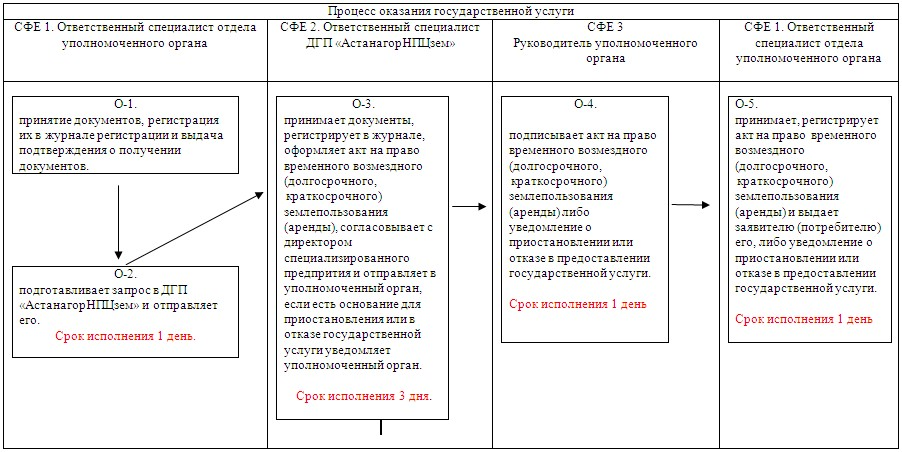 Процесс оказания государственной услуги
СФЕ 1. Ответственный специалист отдела
уполномоченного органа
СФЕ 2. Ответственный специалист
ДГП «АстанагорНПЦзем»
СФЕ 3
Руководитель уполномоченного
органа
СФЕ 1. Ответственный
специалист отдела
уполномоченного органа
О-1.
принятие документов, регистрация
их в журнале регистрации и выдача
подтверждения о получении
документов.
О-2.
подготавливает запрос в ДГП
«АстанагорНПЦзем» и отправляет
его.
Срок исполнения 1 день.
О-3.
принимает документы,
регистрирует в журнале,
оформляет акт на право
временного возмездного
(долгосрочного,
краткосрочного)
землепользования
(аренды), согласовывает с
директором
специализированного
предпрития и отправляет в
уполномоченный орган,
если есть основание для
приостановления или в
отказе государственной
услуги уведомляет
уполномоченный орган.
Срок исполнения 3 дня.
О-4.
подписывает акт на право
временного возмездного
(долгосрочного,
краткосрочного)
землепользования
(аренды) либо
уведомление о
приостановлении или
отказе в предоставлении
государственной услуги.
Срок исполнения 1 день
О-5.
принимает, регистрирует
акт на право временного
возмездного
(долгосрочного,
краткосрочного)
землепользования
(аренды) и выдает
заявителю (потребителю)
его, либо уведомление о
приостановлении или
отказе в предоставлении
государственной услуги.
Срок исполнения 1 день